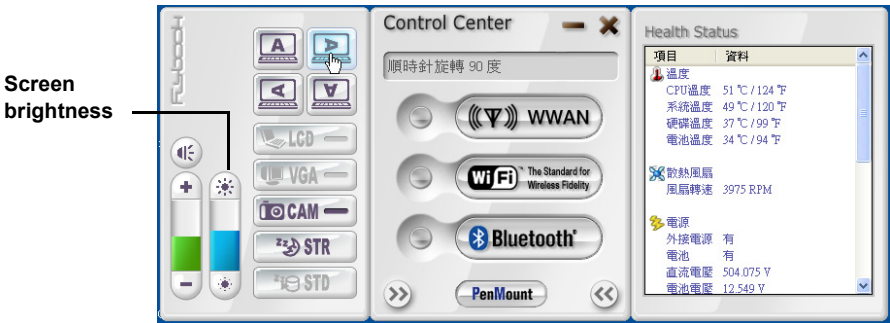 Screen
brightness
Flybook
A
A
A
A
LCD
VGA
CAM
STR
STD
Control Center
順時針旋轉 90 度
WWAN
Wi Fi
The Standard for
Wireless Fidelity
Bluetooth
PenMount
Health Status
項目 資料
溫度
CPU溫度 51 ℃ / 124 ℉
系統溫度 49 ℃ / 120 ℉
硬碟溫度 37 ℃ / 99 ℉
電池溫度 34 ℃ / 94 ℉
散熱風扇
風扇轉速 3975 RPM
電源
外接電源 有
電池 有
直流電壓 504.075 V
電池電壓 12.549 V